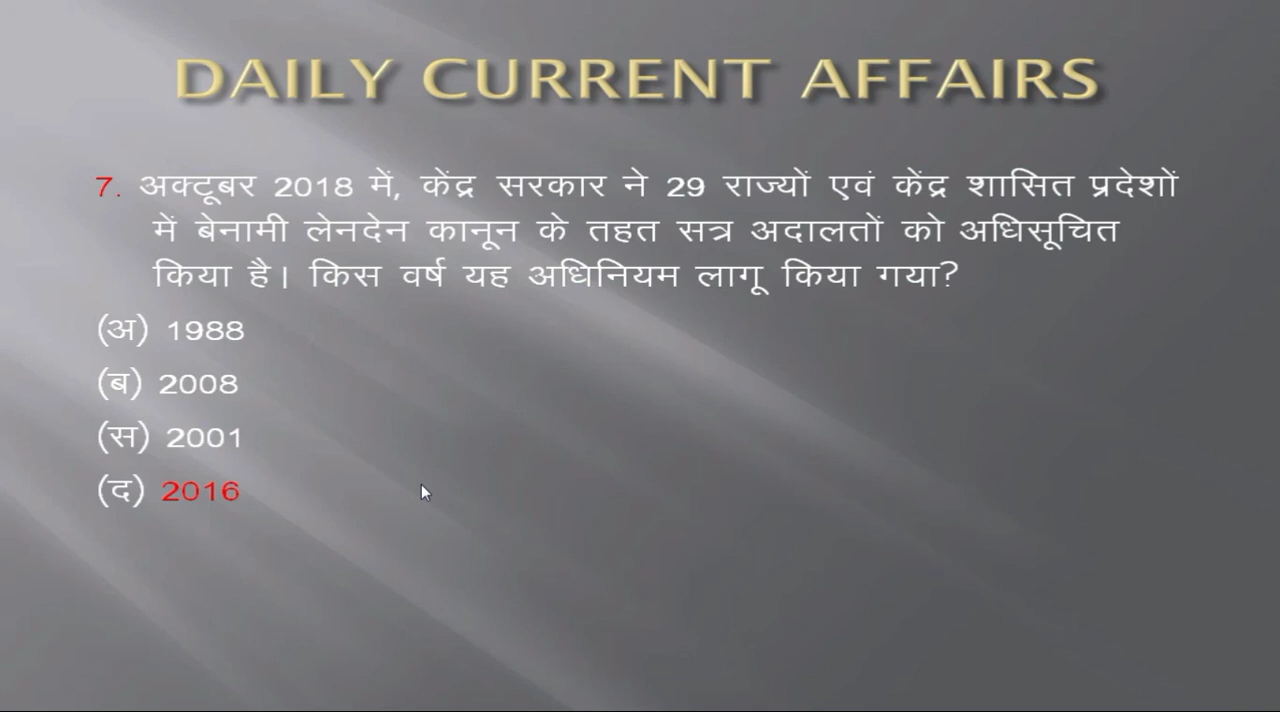 DAILY CURRENT AFFAIRS
7. अक्टूबर 2018 में, केंद्र सरकार ने 29 राज्यों एवं केंद्र शासित प्रदेशों
में बेनामी लेनदेन कानून के तहत सत्र अदालतों को अधिसूचित
किया है। किस वर्ष यह अधिनियम लागू किया गया?
(अ) 1988
(ब) 2008
(स) 2001
(द) 2016